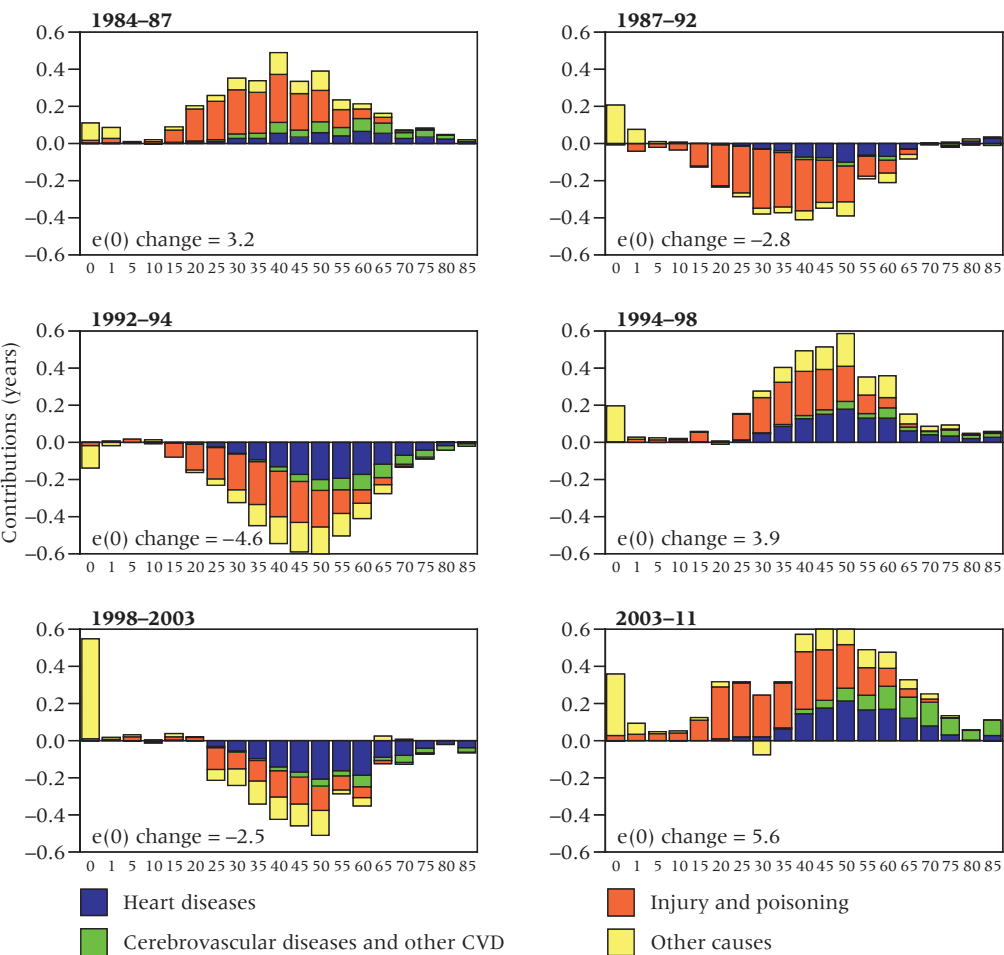 1984–87
0.6
0.4
0.2
0.0
–0.2
–0.4
–0.6
e(0) change = 3.2
0 1 5 10 15 20 25 30 35 40 45 50 55 60 65 70 75 80 85
1987–92
0.6
0.4
0.2
0.0
–0.2
–0.4
–0.6
e(0) change = –2.8
0 1 5 10 15 20 25 30 35 40 45 50 55 60 65 70 75 80 85
Contributions (years)
1992–94
0.6
0.4
0.2
0.0
–0.2
–0.4
–0.6
e(0) change = –4.6
0 1 5 10 15 20 25 30 35 40 45 50 55 60 65 70 75 80 85
1994–98
0.6
0.4
0.2
0.0
–0.2
–0.4
–0.6
e(0) change = 3.9
0 1 5 10 15 20 25 30 35 40 45 50 55 60 65 70 75 80 85
1998–2003
0.6
0.4
0.2
0.0
–0.2
–0.4
–0.6
e(0) change = –2.5
0 1 5 10 15 20 25 30 35 40 45 50 55 60 65 70 75 80 85
2003–11
0.6
0.4
0.2
0.0
–0.2
–0.4
–0.6
e(0) change = 5.6
0 1 5 10 15 20 25 30 35 40 45 50 55 60 65 70 75 80 85
Heart diseases
Cerebrovascular diseases and other CVD
Injury and poisoning
Other causes